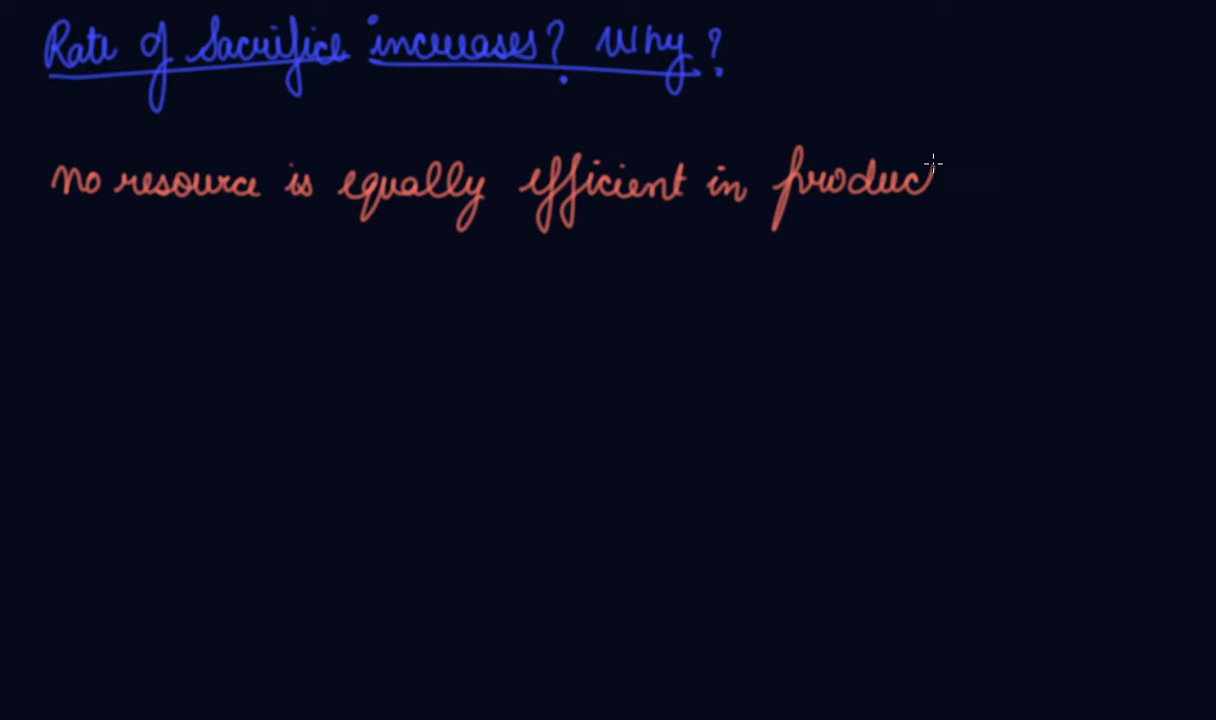 Rate of Sacrifice increases? Why?
no resource is equally efficient in produc